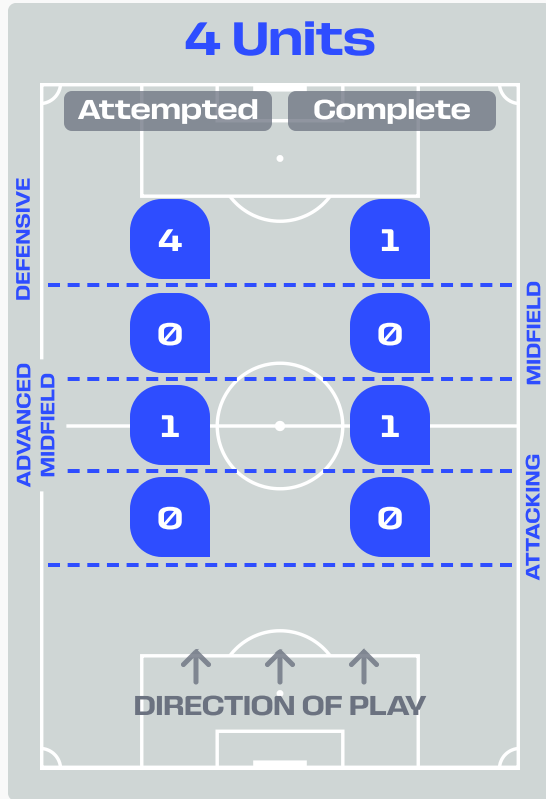 4 Units
Attempted Complete
DEFENSIVE
4 1
MIDFIELD
0 0
ADVANCED
MIDFIELD
1 1
ATTACKING
0 0
DIRECTION OF PLAY